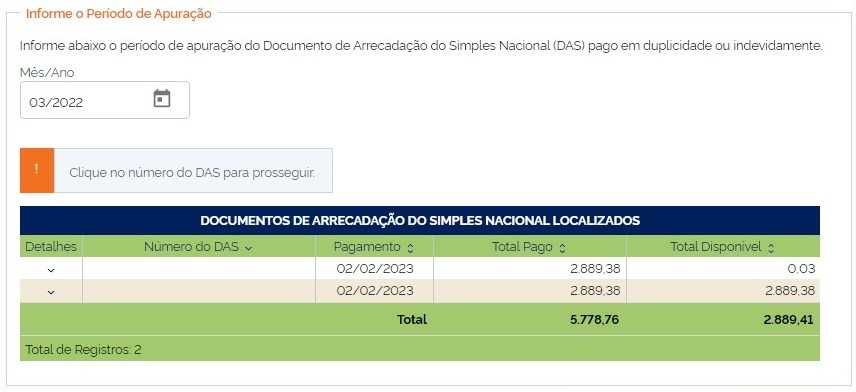 Informe o Período de Apuração
Informe abaixo o período de apuração do Documento de Arrecadação do Simples Nacional (DAS) pago em duplicidade ou indevidamente.
Mês/Ano
03/2022
! Clique no número do DAS para prosseguir.
DOCUMENTOS DE ARRECADAÇÃO DO SIMPLES NACIONAL LOCALIZADOS
Detalhes Número do DAS Pagamento Total Pago Total Disponível
02/02/2023 2.889,38 0,03
02/02/2023 2.889,38 2.889,38
Total 5.778,76 2.889,41
Total de Registros: 2